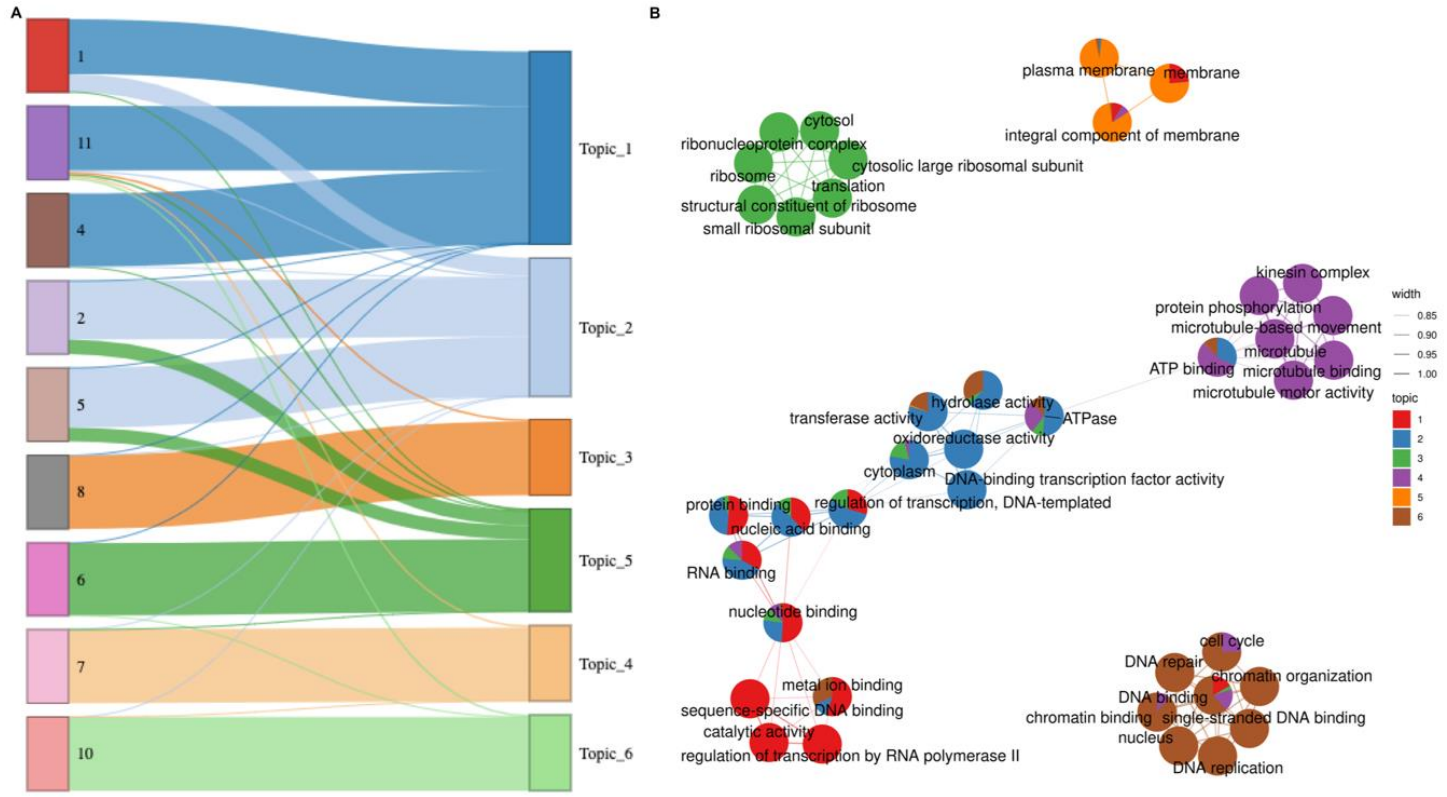 A
1
11
4
2
5
8
6
7
10
Topic_1
Topic_2
Topic_3
Topic_5
Topic_4
Topic_6
B
plasma membrane
membrane
integral component of membrane
cytosol
ribonucleoprotein complex
cytosolic large ribosomal subunit
ribosome
translation
structural constituent of ribosome
small ribosomal subunit
kinesin complex
protein phosphorylation
microtubule-based movement
microtubule
ATP binding
microtubule binding
microtubule motor activity
hydrolase activity
transferase activity
ATPase
oxidoreductase activity
cytoplasm
DNA-binding transcription factor activity
protein binding
regulation of transcription, DNA-templated
nucleic acid binding
RNA binding
nucleotide binding
metal ion binding
sequence-specific DNA binding
catalytic activity
regulation of transcription by RNA polymerase II
cell cycle
DNA repair
chromatin organization
DNA binding
chromatin binding
single-stranded DNA binding
nucleus
DNA replication
width
0.85
0.90
0.95
1.00
topic
1
2
3
4
5
6